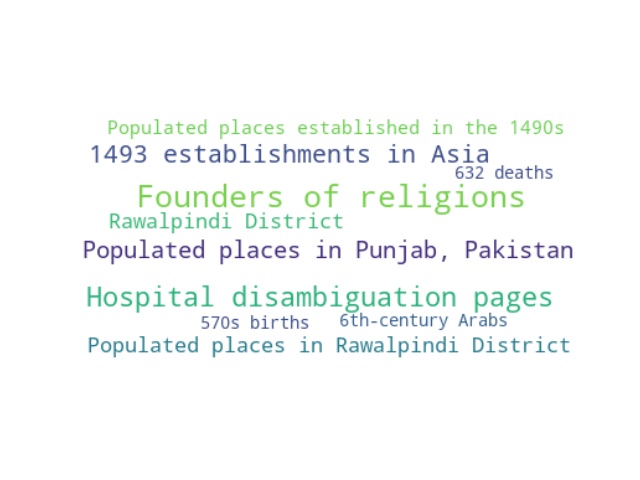 Populated places established in the 1490s
1493 establishments in Asia
632 deaths
Founders of religions
Rawalpindi District
Populated places in Punjab, Pakistan
Hospital disambiguation pages
570s births
6th-century Arabs
Populated places in Rawalpindi District